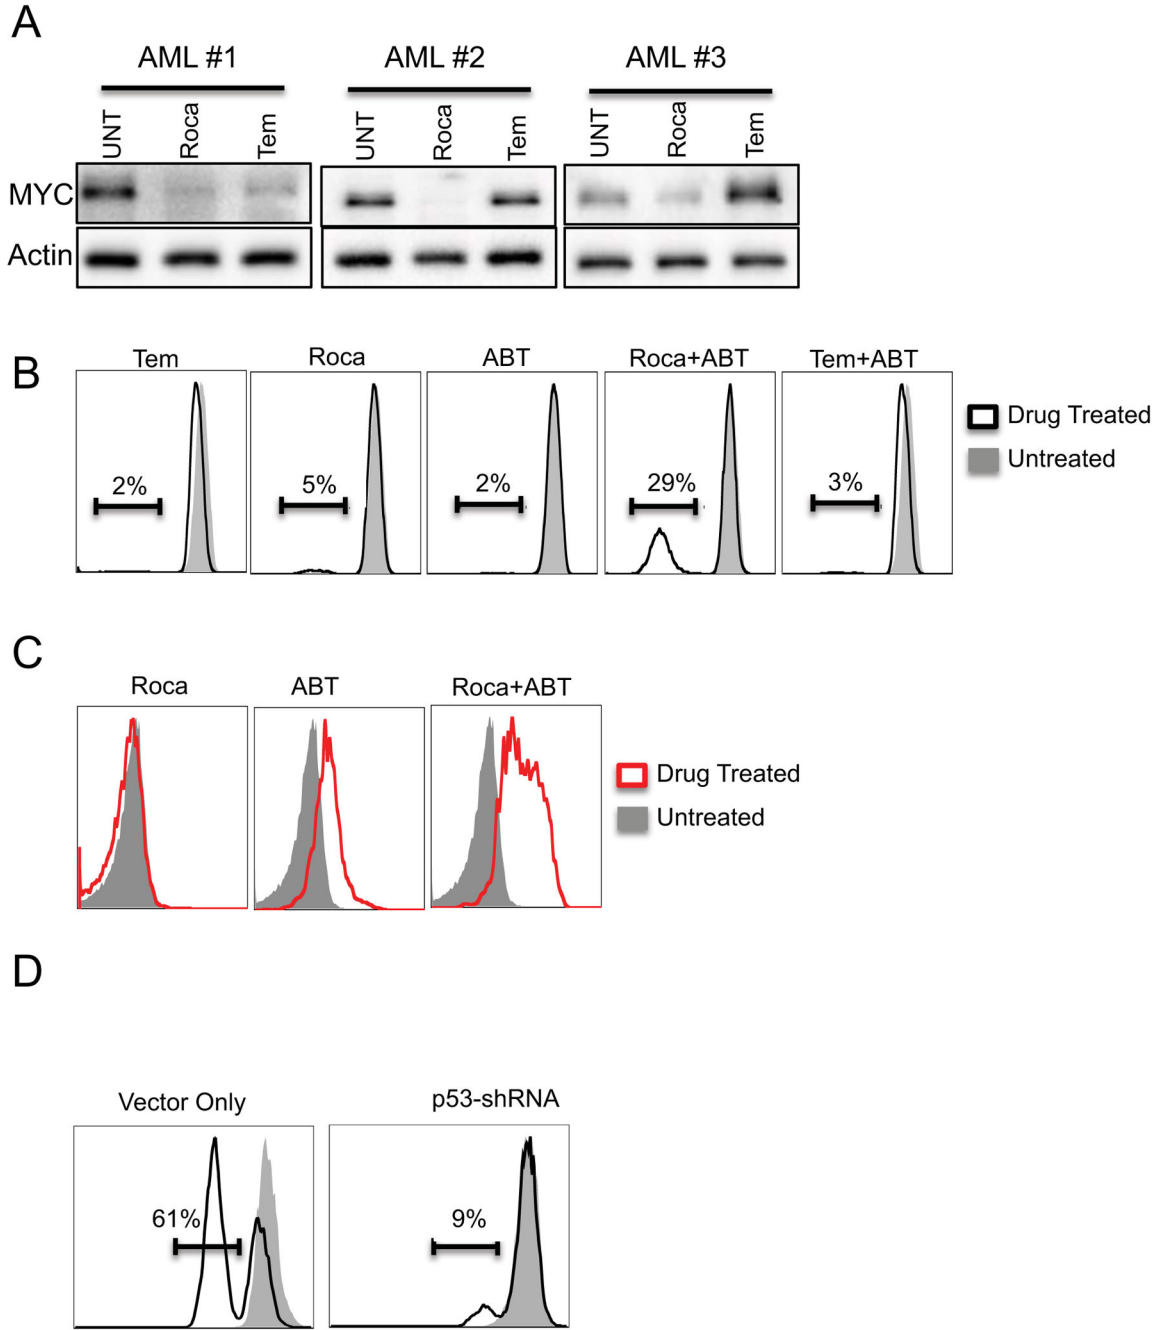 A
AML #1
AML #2
AML #3
UNT
Roca
Tem
UNT
Roca
Tem
UNT
Roca
Tem
MYC
Actin
B
Tem
Roca
ABT
Roca+ABT
Tem+ABT
2%
5%
2%
29%
3%
Drug Treated
Untreated
C
Roca
ABT
Roca+ABT
Drug Treated
Untreated
D
Vector Only
p53-shRNA
61%
9%